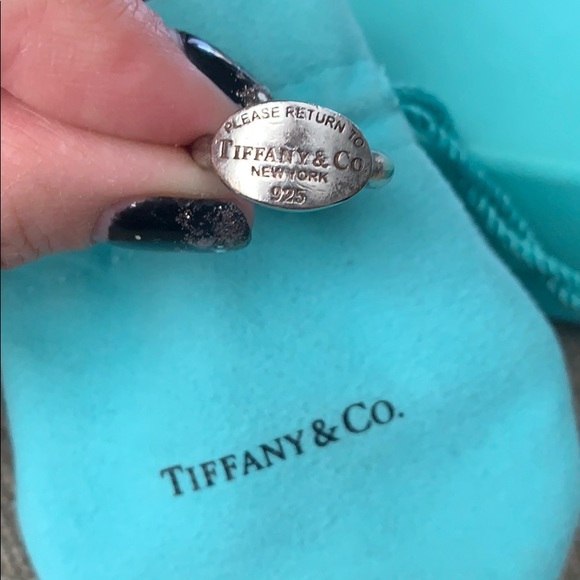 PLEASE RETURN TO
TIFFANY & CO.
NEW YORK
925
TIFFANY & CO.